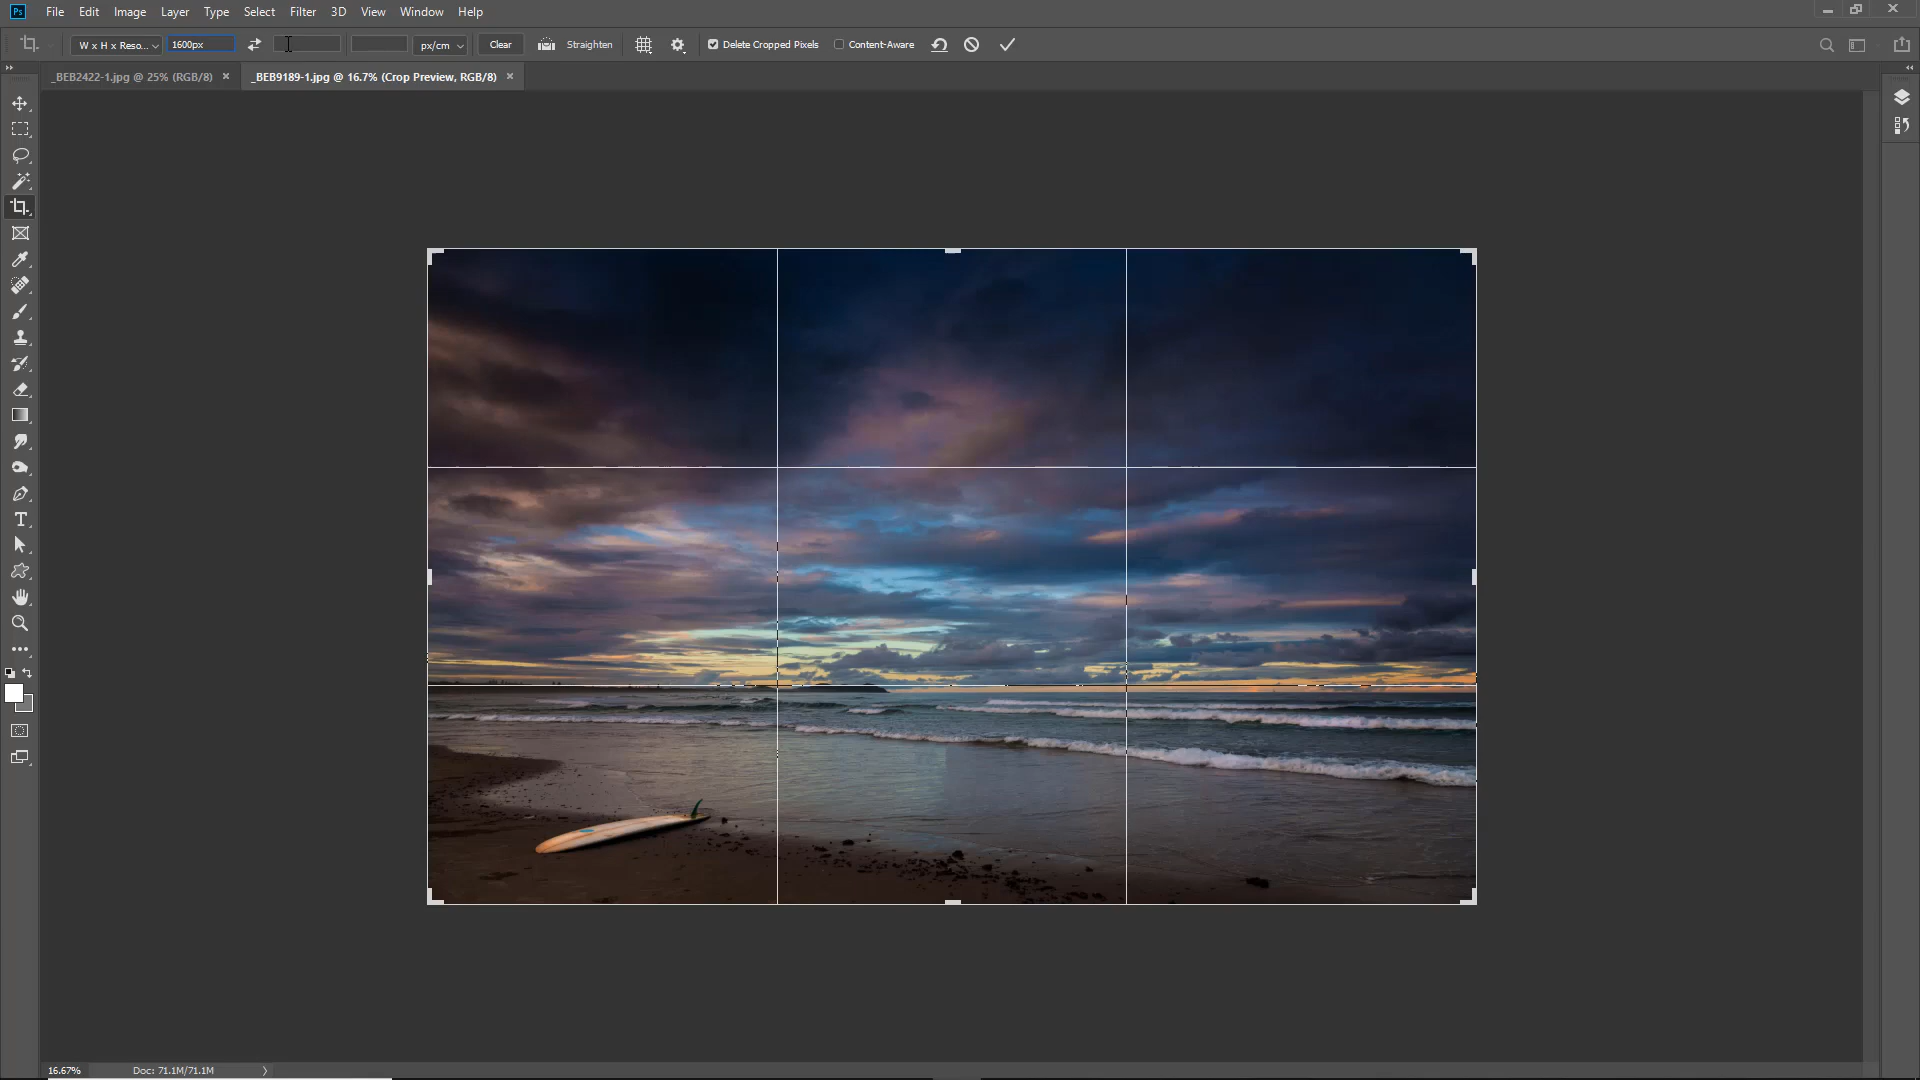 Ps File Edit Image Layer Type Select Filter 3D View Window Help
W x H x Reso... 1600px px/cm Clear Straighten Delete Cropped Pixels Content-Aware
_BEB2422-1.jpg @ 25% (RGB/8) × _BEB9189-1.jpg @ 16.7% (Crop Preview, RGB/8) ×
T
16.67% Doc: 71.1M/71.1M